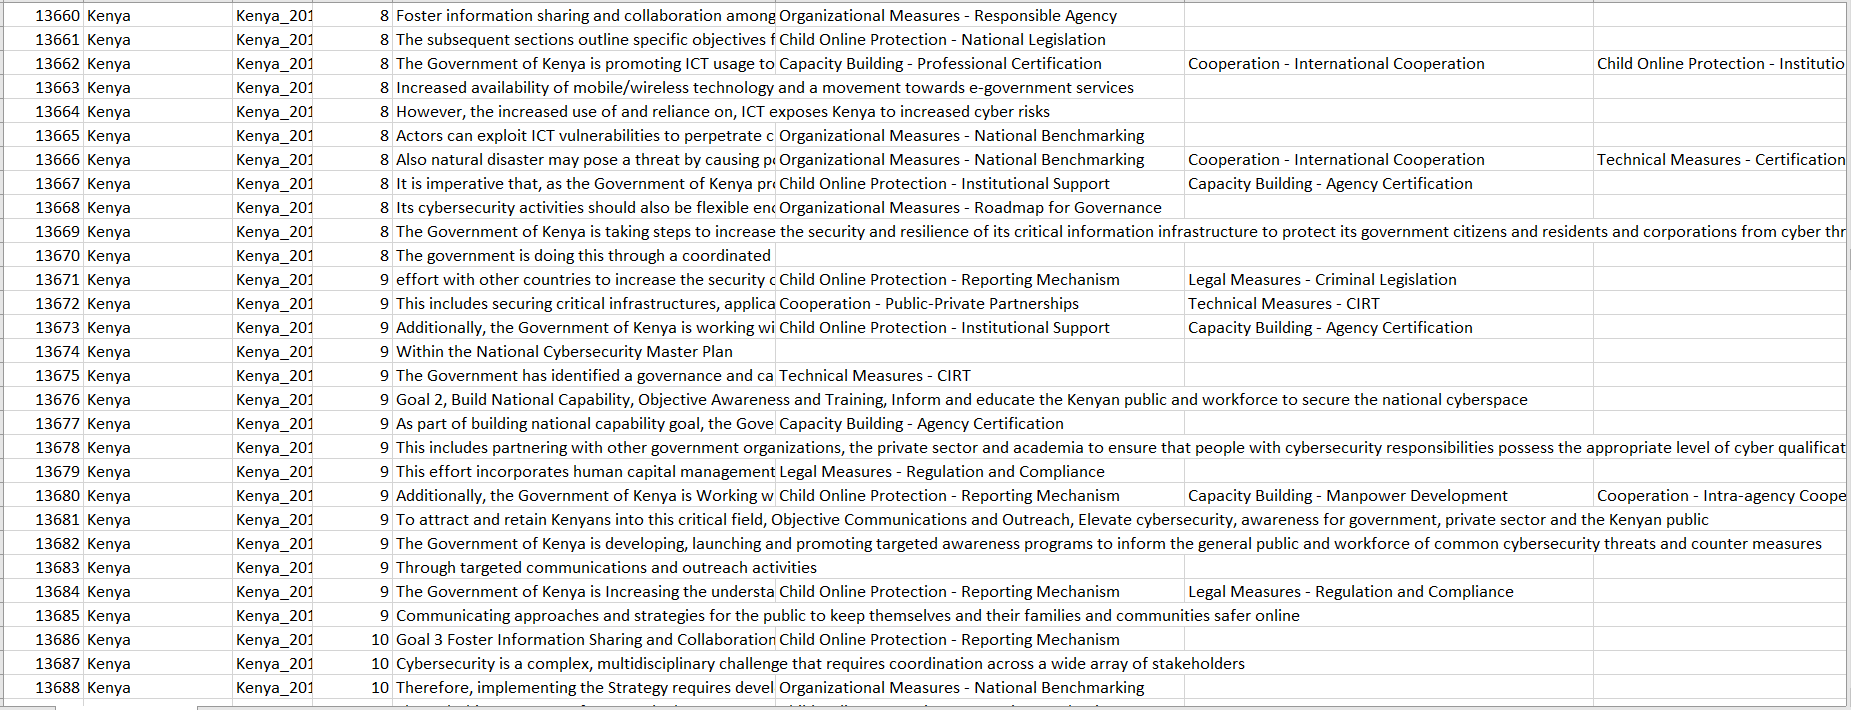 13660 Kenya Kenya_201 8 Foster information sharing and collaboration among Organizational Measures - Responsible Agency
13661 Kenya Kenya_201 8 The subsequent sections outline specific objectives f Child Online Protection - National Legislation
13662 Kenya Kenya_201 8 The Government of Kenya is promoting ICT usage to Capacity Building - Professional Certification Cooperation - International Cooperation Child Online Protection - Institutio
13663 Kenya Kenya_201 8 Increased availability of mobile/wireless technology and a movement towards e-government services
13664 Kenya Kenya_201 8 However, the increased use of and reliance on, ICT exposes Kenya to increased cyber risks
13665 Kenya Kenya_201 8 Actors can exploit ICT vulnerabilities to perpetrate c Organizational Measures - National Benchmarking
13666 Kenya Kenya_201 8 Also natural disaster may pose a threat by causing po Organizational Measures - National Benchmarking Cooperation - International Cooperation Technical Measures - Certification
13667 Kenya Kenya_201 8 It is imperative that, as the Government of Kenya pro Child Online Protection - Institutional Support Capacity Building - Agency Certification
13668 Kenya Kenya_201 8 Its cybersecurity activities should also be flexible eno Organizational Measures - Roadmap for Governance
13669 Kenya Kenya_201 8 The Government of Kenya is taking steps to increase the security and resilience of its critical information infrastructure to protect its government citizens and residents and corporations from cyber thr
13670 Kenya Kenya_201 8 The government is doing this through a coordinated
13671 Kenya Kenya_201 9 effort with other countries to increase the security o Child Online Protection - Reporting Mechanism Legal Measures - Criminal Legislation
13672 Kenya Kenya_201 9 This includes securing critical infrastructures, applica Cooperation - Public-Private Partnerships Technical Measures - CIRT
13673 Kenya Kenya_201 9 Additionally, the Government of Kenya is working wi Child Online Protection - Institutional Support Capacity Building - Agency Certification
13674 Kenya Kenya_201 9 Within the National Cybersecurity Master Plan
13675 Kenya Kenya_201 9 The Government has identified a governance and ca Technical Measures - CIRT
13676 Kenya Kenya_201 9 Goal 2, Build National Capability, Objective Awareness and Training, Inform and educate the Kenyan public and workforce to secure the national cyberspace
13677 Kenya Kenya_201 9 As part of building national capability goal, the Gove Capacity Building - Agency Certification
13678 Kenya Kenya_201 9 This includes partnering with other government organizations, the private sector and academia to ensure that people with cybersecurity responsibilities possess the appropriate level of cyber qualificat
13679 Kenya Kenya_201 9 This effort incorporates human capital management Legal Measures - Regulation and Compliance
13680 Kenya Kenya_201 9 Additionally, the Government of Kenya is Working w Child Online Protection - Reporting Mechanism Capacity Building - Manpower Development Cooperation - Intra-agency Coope
13681 Kenya Kenya_201 9 To attract and retain Kenyans into this critical field, Objective Communications and Outreach, Elevate cybersecurity, awareness for government, private sector and the Kenyan public
13682 Kenya Kenya_201 9 The Government of Kenya is developing, launching and promoting targeted awareness programs to inform the general public and workforce of common cybersecurity threats and counter measures
13683 Kenya Kenya_201 9 Through targeted communications and outreach activities
13684 Kenya Kenya_201 9 The Government of Kenya is Increasing the understa Child Online Protection - Reporting Mechanism Legal Measures - Regulation and Compliance
13685 Kenya Kenya_201 9 Communicating approaches and strategies for the public to keep themselves and their families and communities safer online
13686 Kenya Kenya_201 10 Goal 3 Foster Information Sharing and Collaboration Child Online Protection - Reporting Mechanism
13687 Kenya Kenya_201 10 Cybersecurity is a complex, multidisciplinary challenge that requires coordination across a wide array of stakeholders
13688 Kenya Kenya_201 10 Therefore, implementing the Strategy requires devel Organizational Measures - National Benchmarking